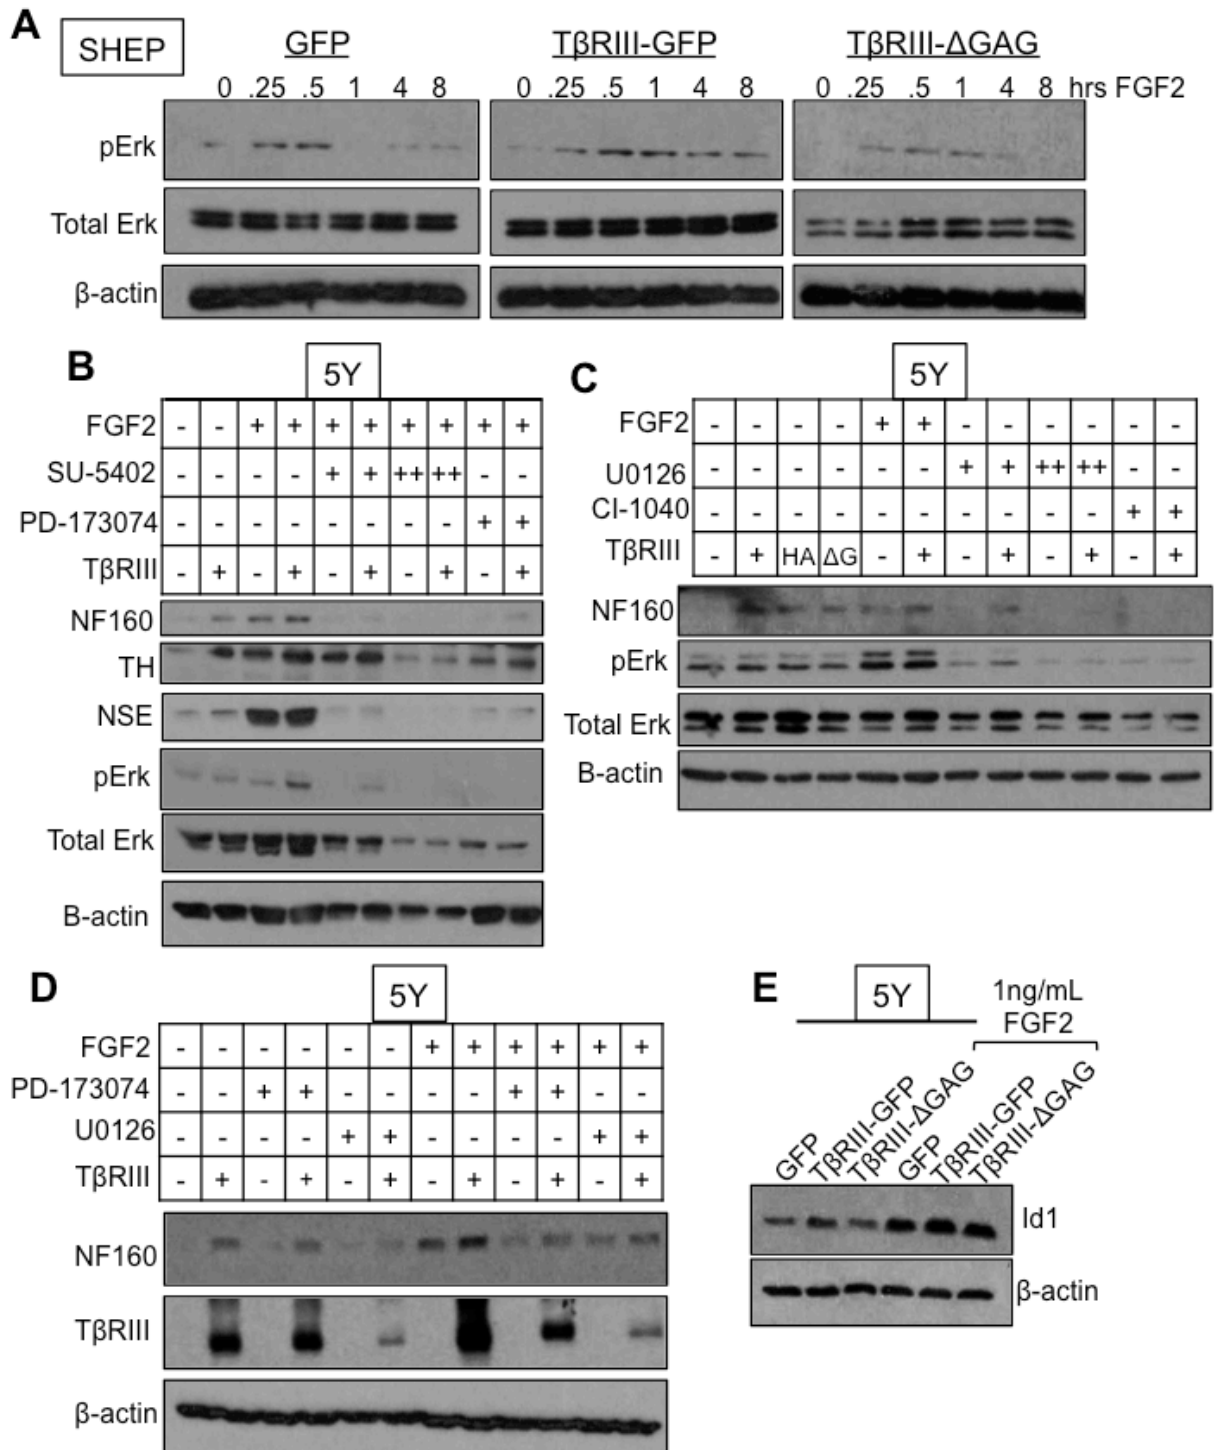 A
SHEP
GFP TβRIII-GFP TβRIII-ΔGAG
0 .25 .5 1 4 8 0 .25 .5 1 4 8 0 .25 .5 1 4 8 hrs FGF2
pErk
Total Erk
β-actin
B
5Y
FGF2 - - + + + + + + + +
SU-5402 - - - - + + ++ ++ - -
PD-173074 - - - - - - - - + +
TβRIII - + - + - + - + - +
NF160
TH
NSE
pErk
Total Erk
B-actin
C
5Y
FGF2 - - - - + + - - - - - -
U0126 - - - - - - + + ++ ++ - -
CI-1040 - - - - - - - - - - + +
TβRIII - + HA ΔG - + - + - + - +
NF160
pErk
Total Erk
B-actin
D
5Y
FGF2 - - - - - - + + + + + +
PD-173074 - - + + - - - - + + - -
U0126 - - - - + + - - - - + +
TβRIII - + - + - + - + - + - +
NF160
TβRIII
β-actin
E
5Y
1ng/mL
FGF2
GFP TβRIII-GFP TβRIII-ΔGAG GFP TβRIII-GFP TβRIII-ΔGAG
Id1
β-actin